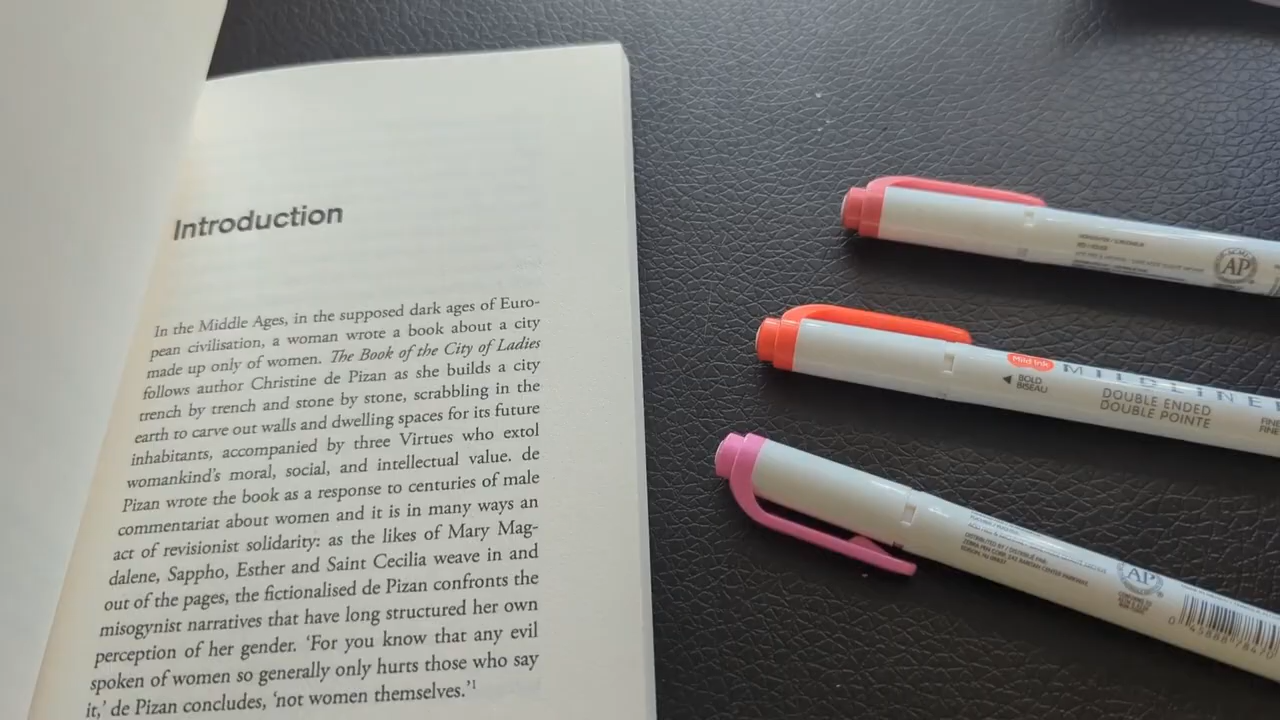 Introduction
In the Middle Ages, in the supposed dark ages of Euro-
pean civilisation, a woman wrote a book about a city
made up only of women. The Book of the City of Ladies
follows author Christine de Pizan as she builds a city
trench by trench and stone by stone, scrabbling in the
earth to carve out walls and dwelling spaces for its future
inhabitants, accompanied by three Virtues who extol
womankind's moral, social, and intellectual value. de
Pizan wrote the book as a response to centuries of male
commentariat about women and it is in many ways an
act of revisionist solidarity: as the likes of Mary Mag-
dalene, Sappho, Esther and Saint Cecilia weave in and
out of the pages, the fictionalised de Pizan confronts the
misogynist narratives that have long structured her own
perception of her gender. ‘For you know that any evil
spoken of women so generally only hurts those who say
it,’ de Pizan concludes, ‘not women themselves.’1
AP
Mild Ink
BOLD
BISEAU
MILDLINER
DOUBLE ENDED
DOUBLE POINTE
FINE
FINE
AP